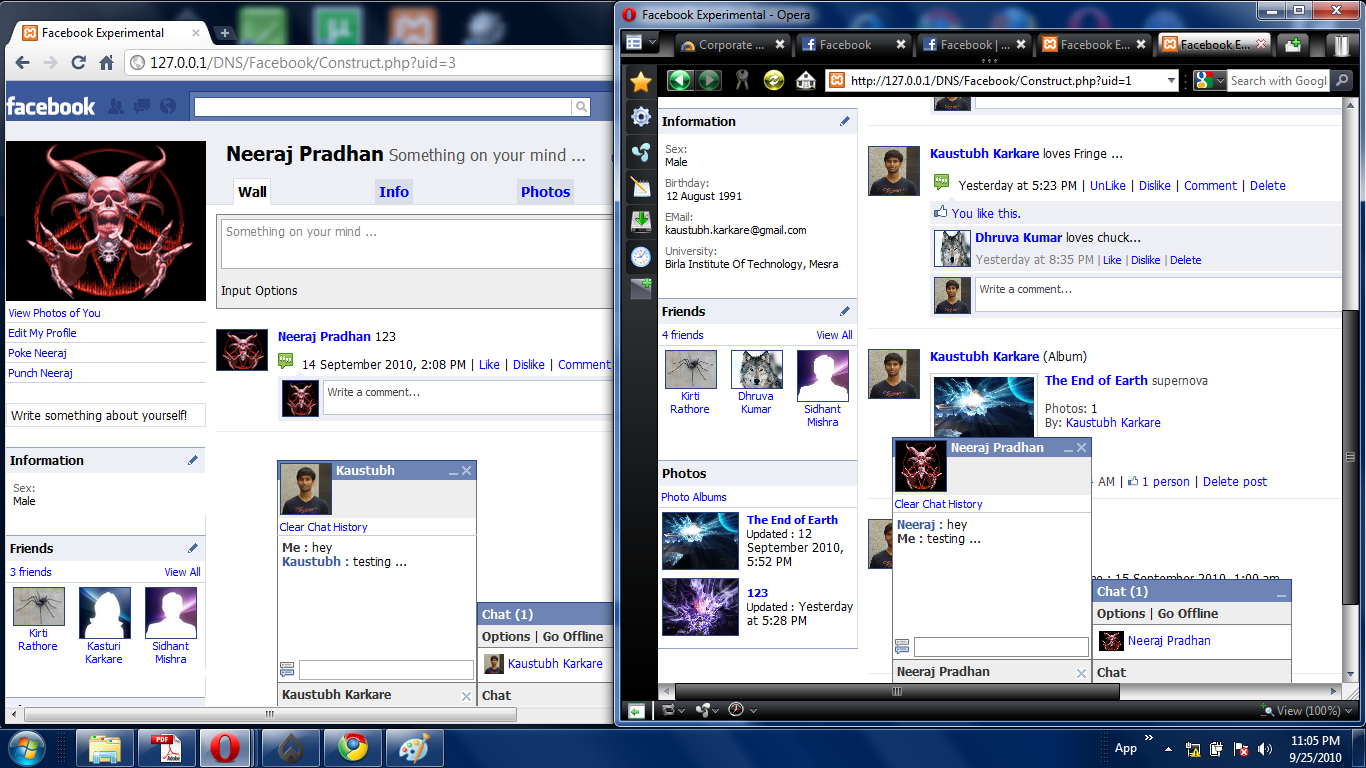 Facebook Experimental
127.0.0.1/DNS/Facebook/Construct.php?uid=3
facebook
Neeraj Pradhan Something on your mind ...
Wall Info Photos
Something on your mind ...
Input Options
View Photos of You
Edit My Profile
Poke Neeraj
Punch Neeraj
Write something about yourself!
Information
Sex:
Male
Friends
3 friends View All
Kirti Rathore
Kasturi Karkare
Sidhant Mishra
Neeraj Pradhan 123
14 September 2010, 2:08 PM | Like | Dislike | Comment
Write a comment...
Kaustubh
Clear Chat History
Me : hey
Kaustubh : testing ...
Kaustubh Karkare
Chat (1)
Options | Go Offline
Kaustubh Karkare
Chat
Facebook Experimental - Opera
Corporate ...
Facebook
Facebook | ...
Facebook E...
Facebook E...
http://127.0.0.1/DNS/Facebook/Construct.php?uid=1
Search with Googl
Information
Sex:
Male
Birthday:
12 August 1991
EMail:
kaustubh.karkare@gmail.com
University:
Birla Institute Of Technology, Mesra
Friends
4 friends View All
Kirti Rathore
Dhruva Kumar
Sidhant Mishra
Photos
Photo Albums
The End of Earth
Updated : 12
September 2010,
5:52 PM
123
Updated : Yesterday
at 5:28 PM
Kaustubh Karkare loves Fringe ...
Yesterday at 5:23 PM | UnLike | Dislike | Comment | Delete
You like this.
Dhruva Kumar loves chuck...
Yesterday at 8:35 PM | Like | Dislike | Delete
Write a comment...
Kaustubh Karkare (Album)
The End of Earth supernova
Photos: 1
By: Kaustubh Karkare
AM | 1 person | Delete post
Neeraj Pradhan
Clear Chat History
Neeraj : hey
Me : testing ...
: 15 September 2010, 1:00 am
Neeraj Pradhan
Chat (1)
Options | Go Offline
Neeraj Pradhan
Chat
View (100%)
PDF
Adobe
App
11:05 PM
9/25/2010